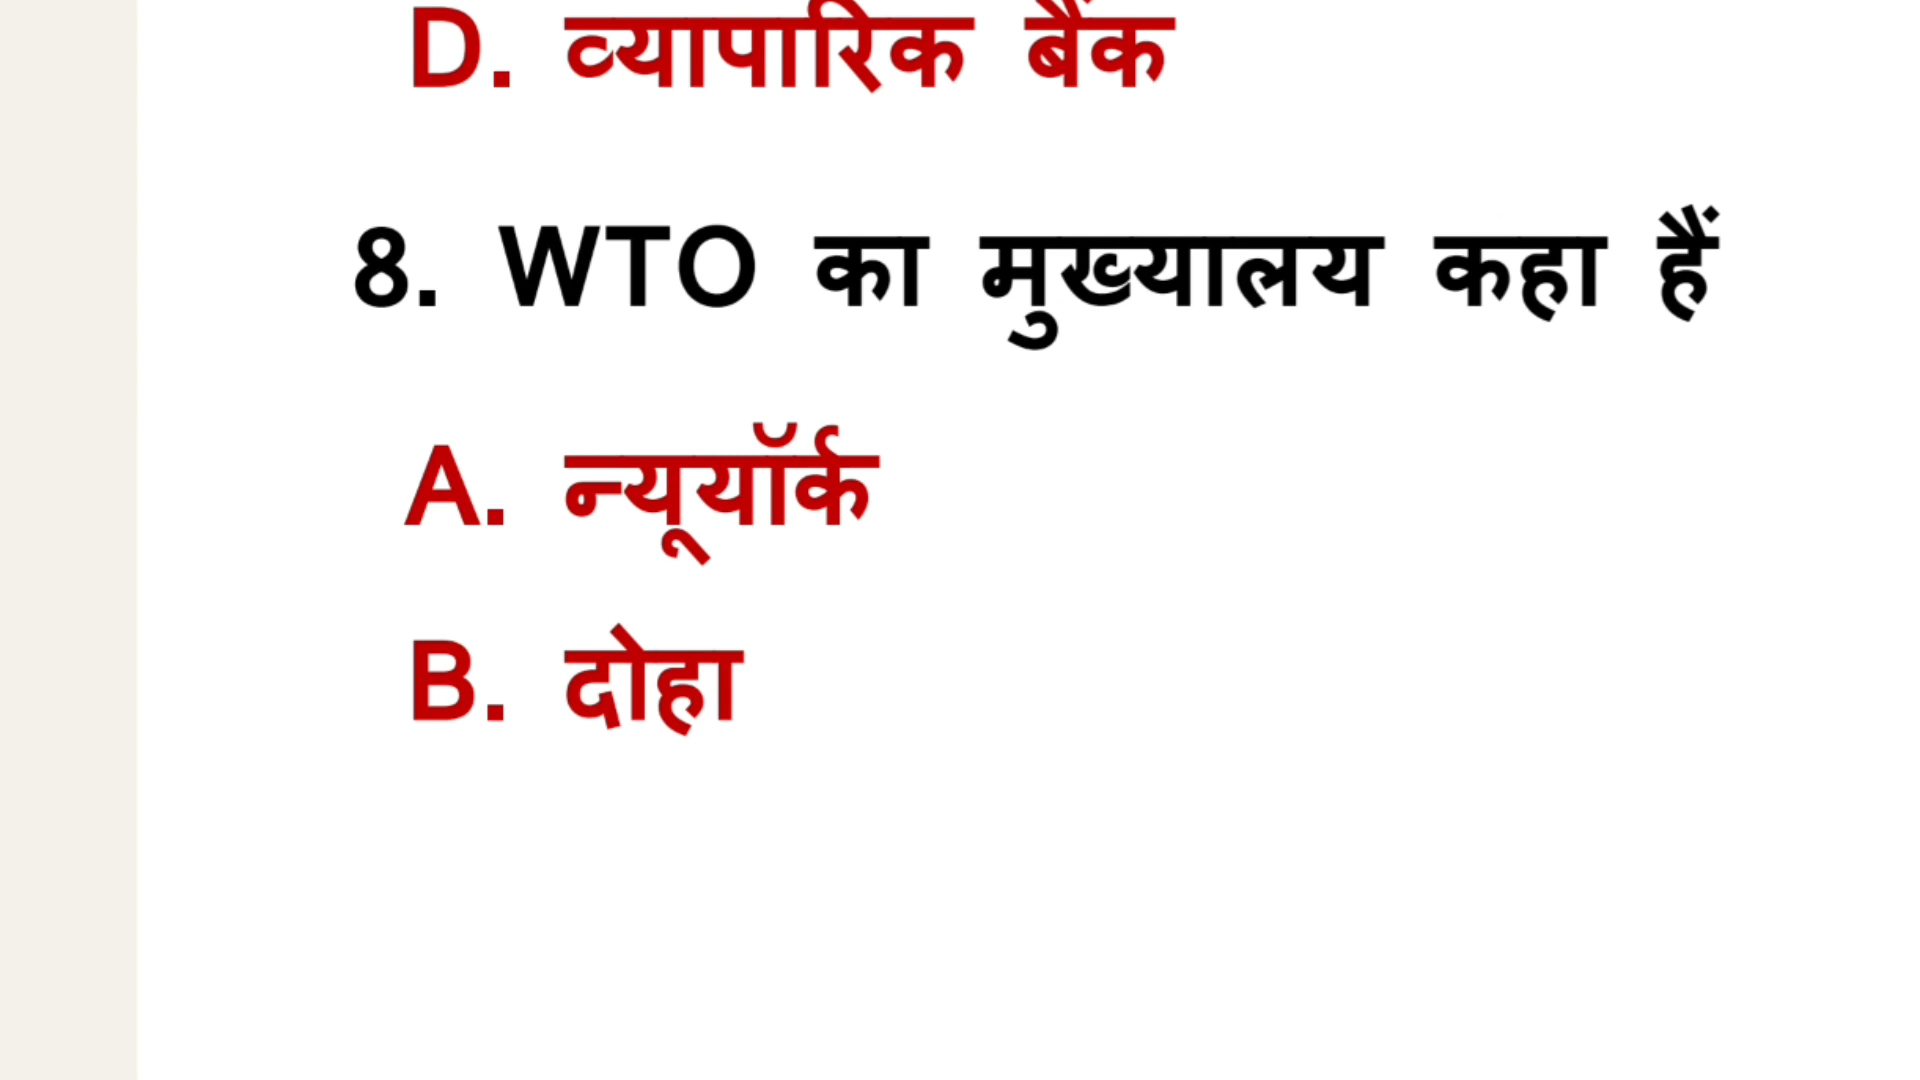 D. व्यापारिक बैंक
8. WTO का मुख्यालय कहा हैं
A. न्यूयॉर्क
B. दोहा